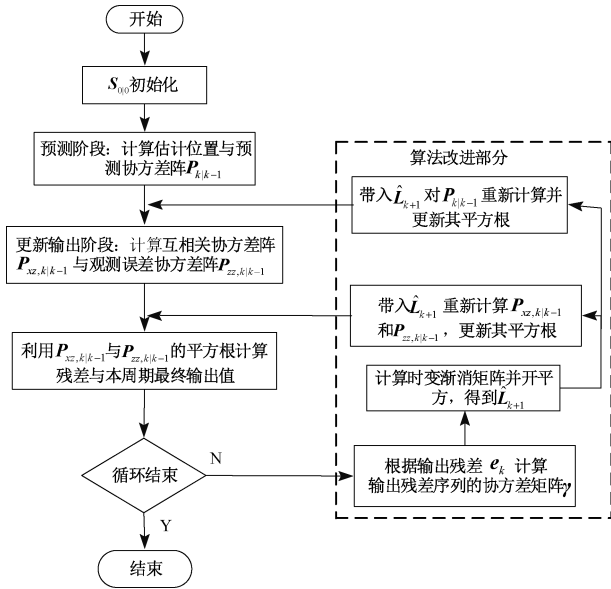 开始
S0|0初始化
预测阶段：计算估计位置与预
测协方差阵Pk|k-1
更新输出阶段：计算互相关协方差阵
Pxz,k|k-1与观测误差协方差阵Pzz,k|k-1
利用Pxz,k|k-1与Pzz,k|k-1的平方根计算
残差与本周期最终输出值
循环结束
N
Y
结束
算法改进部分
带入L̂k+1对Pk|k-1重新计算并
更新其平方根
带入L̂k+1重新计算Pxz,k|k-1
和Pzz,k|k-1，更新其平方根
计算时变渐消矩阵并开平
方，得到L̂k+1
根据输出残差 ek 计算
输出残差序列的协方差矩阵γ